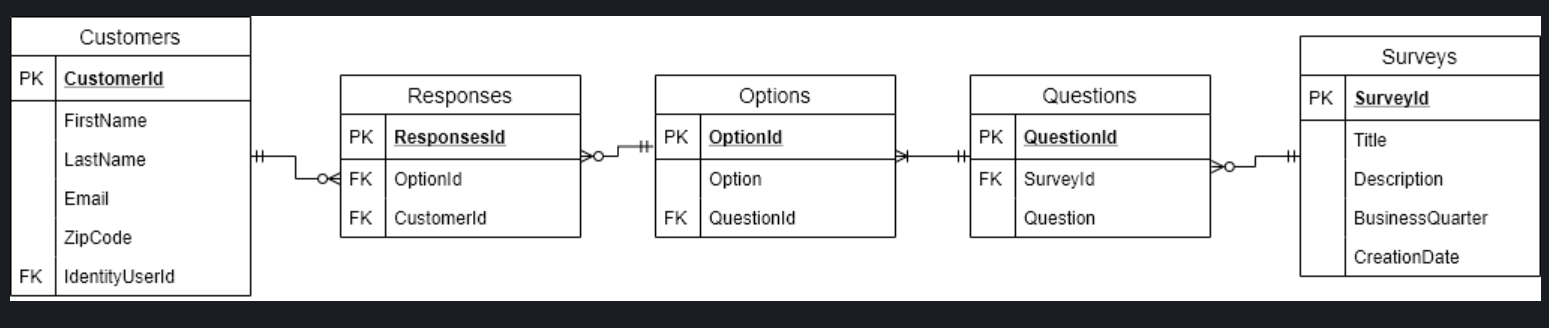 Customers
PK CustomerId
FirstName
LastName
Email
ZipCode
FK IdentityUserId
Responses
PK ResponsesId
FK OptionId
FK CustomerId
Options
PK OptionId
Option
FK QuestionId
Questions
PK QuestionId
FK SurveyId
Question
Surveys
PK SurveyId
Title
Description
BusinessQuarter
CreationDate